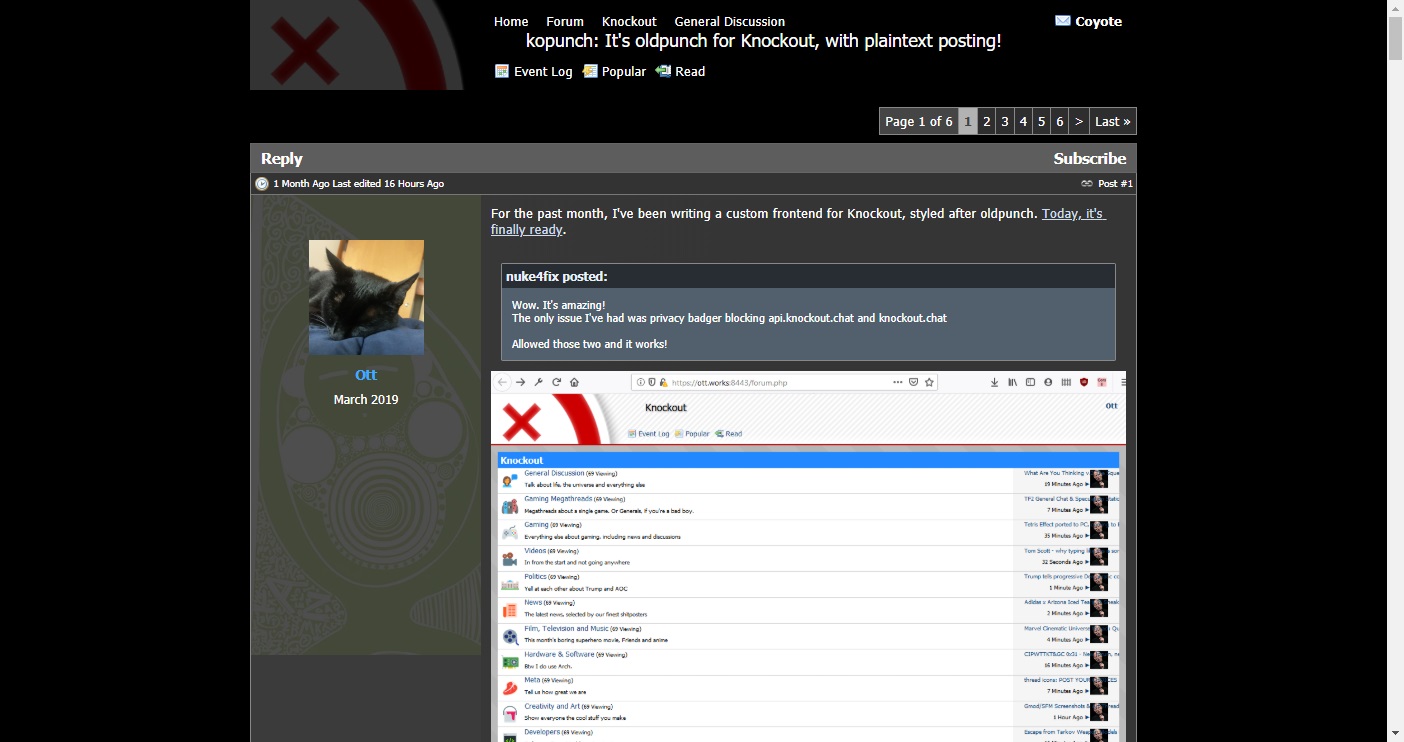 Home Forum Knockout General Discussion
Coyote
kopunch: It's oldpunch for Knockout, with plaintext posting!
Event Log Popular Read
Page 1 of 6 1 2 3 4 5 6 > Last »
Reply Subscribe
1 Month Ago Last edited 16 Hours Ago Post #1
Ott
March 2019
For the past month, I've been writing a custom frontend for Knockout, styled after oldpunch. Today, it's
finally ready.
nuke4fix posted:
Wow. It's amazing!
The only issue I've had was privacy badger blocking api.knockout.chat and knockout.chat
Allowed those two and it works!
https://ott.works:8443/forum.php
Knockout
Ott
Event Log Popular Read
Knockout
General Discussion (69 Viewing)
Talk about life, the universe and everything else
What Are You Thinking
19 Minutes Ago
Gaming Megathreads (69 Viewing)
Megathreads about a single game. Or Generals, if you're a bad boy.
TF2 General Chat &
7 Minutes Ago
Gaming (69 Viewing)
Everything else about gaming, including news and discussions
Tetris Effect ported to PC,
35 Minutes Ago
Videos (69 Viewing)
In from the start and not going anywhere
Tom Scott - why typing
32 Seconds Ago
Politics (69 Viewing)
Yell at each other about Trump and AOC
Trump tells progressive
1 Minute Ago
News (69 Viewing)
The latest news, selected by our finest shitposters
Adidas x Arizona Iced
2 Minutes Ago
Film, Television and Music (69 Viewing)
This month's boring superhero movie, Friends and anime
Marvel Cinematic
4 Minutes Ago
Hardware & Software (69 Viewing)
Btw I do use Arch.
16 Minutes Ago
Meta (69 Viewing)
Tell us how great we are
thread icons: POST YOUR
7 Minutes Ago
Creativity and Art (69 Viewing)
Show everyone the cool stuff you make
Gmod/SFM Screenshots &
1 Hour Ago
Developers (69 Viewing)
Escape from Tarkov